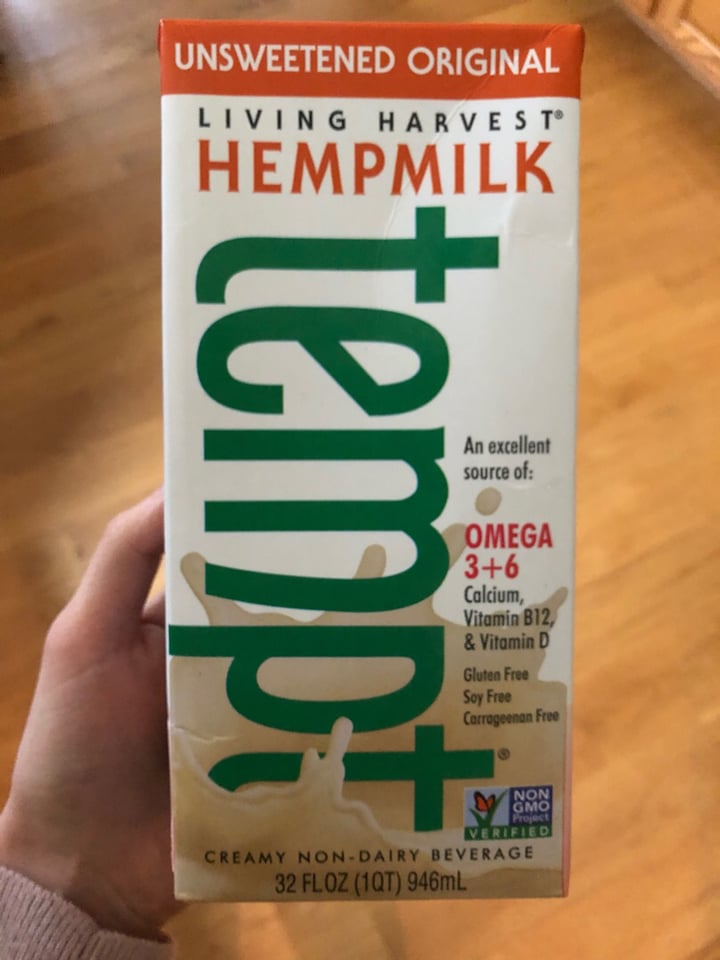 UNSWEETENED ORIGINAL
LIVING HARVEST®
HEMPMILK
tempt®
An excellent
source of:
OMEGA
3+6
Calcium,
Vitamin B12,
& Vitamin D
Gluten Free
Soy Free
Carrageenan Free
NON
GMO
Project
VERIFIED
CREAMY NON-DAIRY BEVERAGE
32 FL OZ (1QT) 946mL